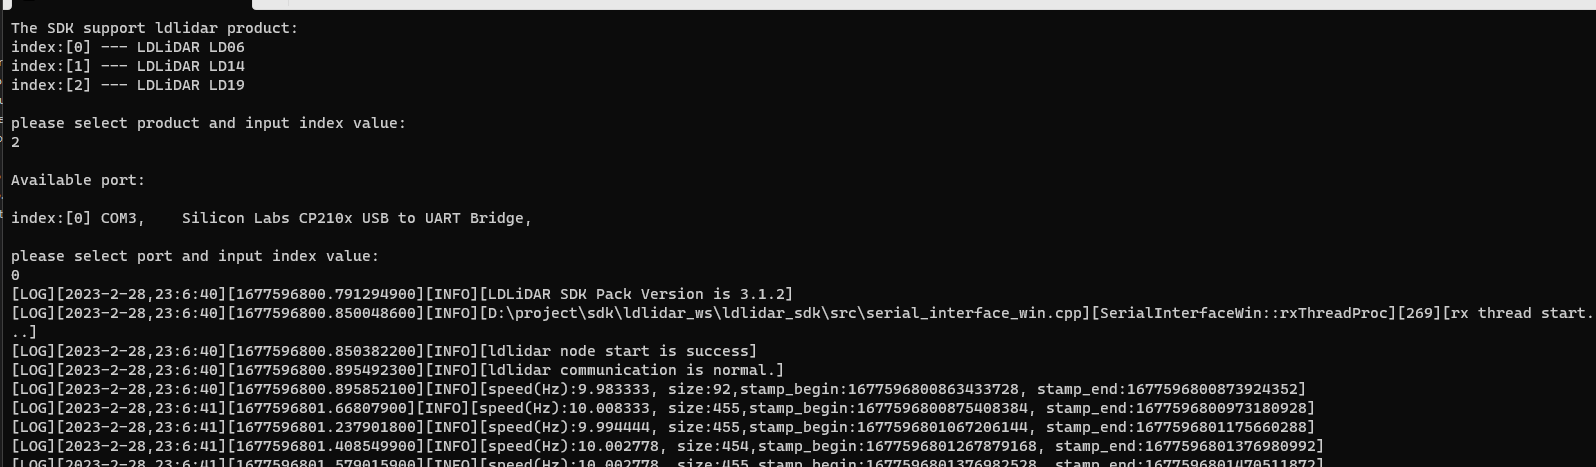 The SDK support ldlidar product:
index:[0] --- LDLiDAR LD06
index:[1] --- LDLiDAR LD14
index:[2] --- LDLiDAR LD19
please select product and input index value:
2
Available port:
index:[0] COM3,    Silicon Labs CP210x USB to UART Bridge,
please select port and input index value:
0
[LOG][2023-2-28,23:6:40][1677596800.791294900][INFO][LDLiDAR SDK Pack Version is 3.1.2]
[LOG][2023-2-28,23:6:40][1677596800.850048600][INFO][D:\project\sdk\ldlidar_ws\ldlidar_sdk\src\serial_interface_win.cpp][SerialInterfaceWin::rxThreadProc][269][rx thread start.
..]
[LOG][2023-2-28,23:6:40][1677596800.850382200][INFO][ldlidar node start is success]
[LOG][2023-2-28,23:6:40][1677596800.895492300][INFO][ldlidar communication is normal.]
[LOG][2023-2-28,23:6:40][1677596800.895852100][INFO][speed(Hz):9.983333, size:92,stamp_begin:1677596800863433728, stamp_end:1677596800873924352]
[LOG][2023-2-28,23:6:41][1677596801.66807900][INFO][speed(Hz):10.008333, size:455,stamp_begin:1677596800875408384, stamp_end:1677596800973180928]
[LOG][2023-2-28,23:6:41][1677596801.237901800][INFO][speed(Hz):9.994444, size:455,stamp_begin:1677596801067206144, stamp_end:1677596801175660288]
[LOG][2023-2-28,23:6:41][1677596801.408549900][INFO][speed(Hz):10.002778, size:454,stamp_begin:1677596801267879168, stamp_end:1677596801376980992]
[LOG][2023-2-28,23:6:41][1677596801.579015900][INFO][speed(Hz):10.002778, size:455,stamp_begin:1677596801376982528, stamp_end:1677596801470511872]